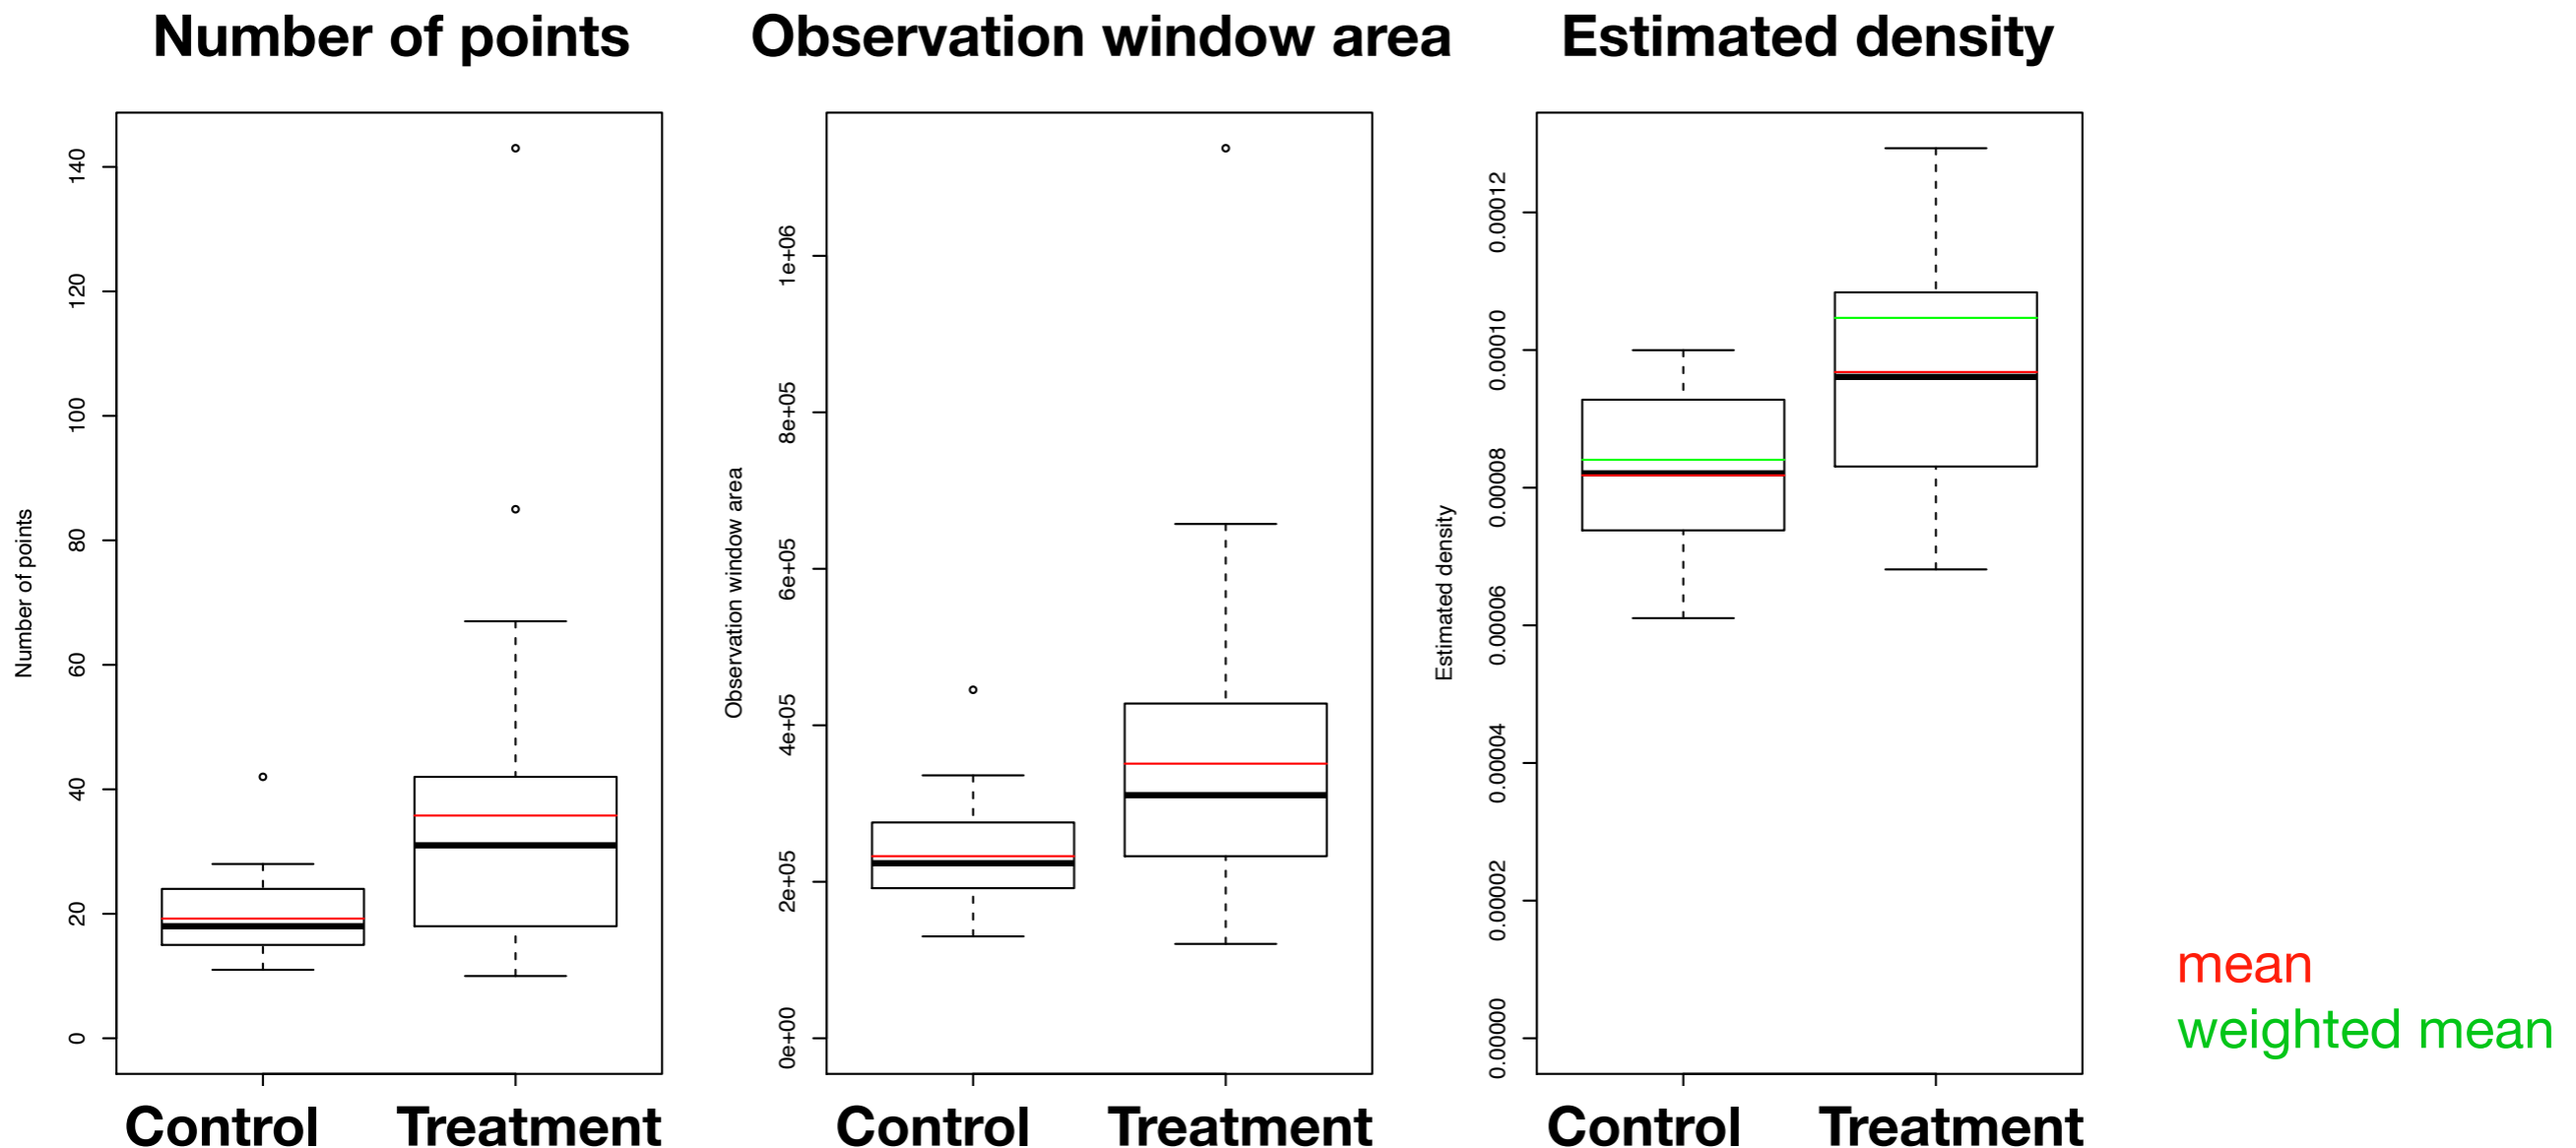 Number of points
Observation window area
Estimated density
Number of points
0
20
40
60
80
100
120
140
Control
Treatment
Observation window area
0e+00
2e+05
4e+05
6e+05
8e+05
1e+06
Control
Treatment
Estimated density
0.00000
0.00002
0.00004
0.00006
0.00008
0.00010
0.00012
Control
Treatment
mean
weighted mean